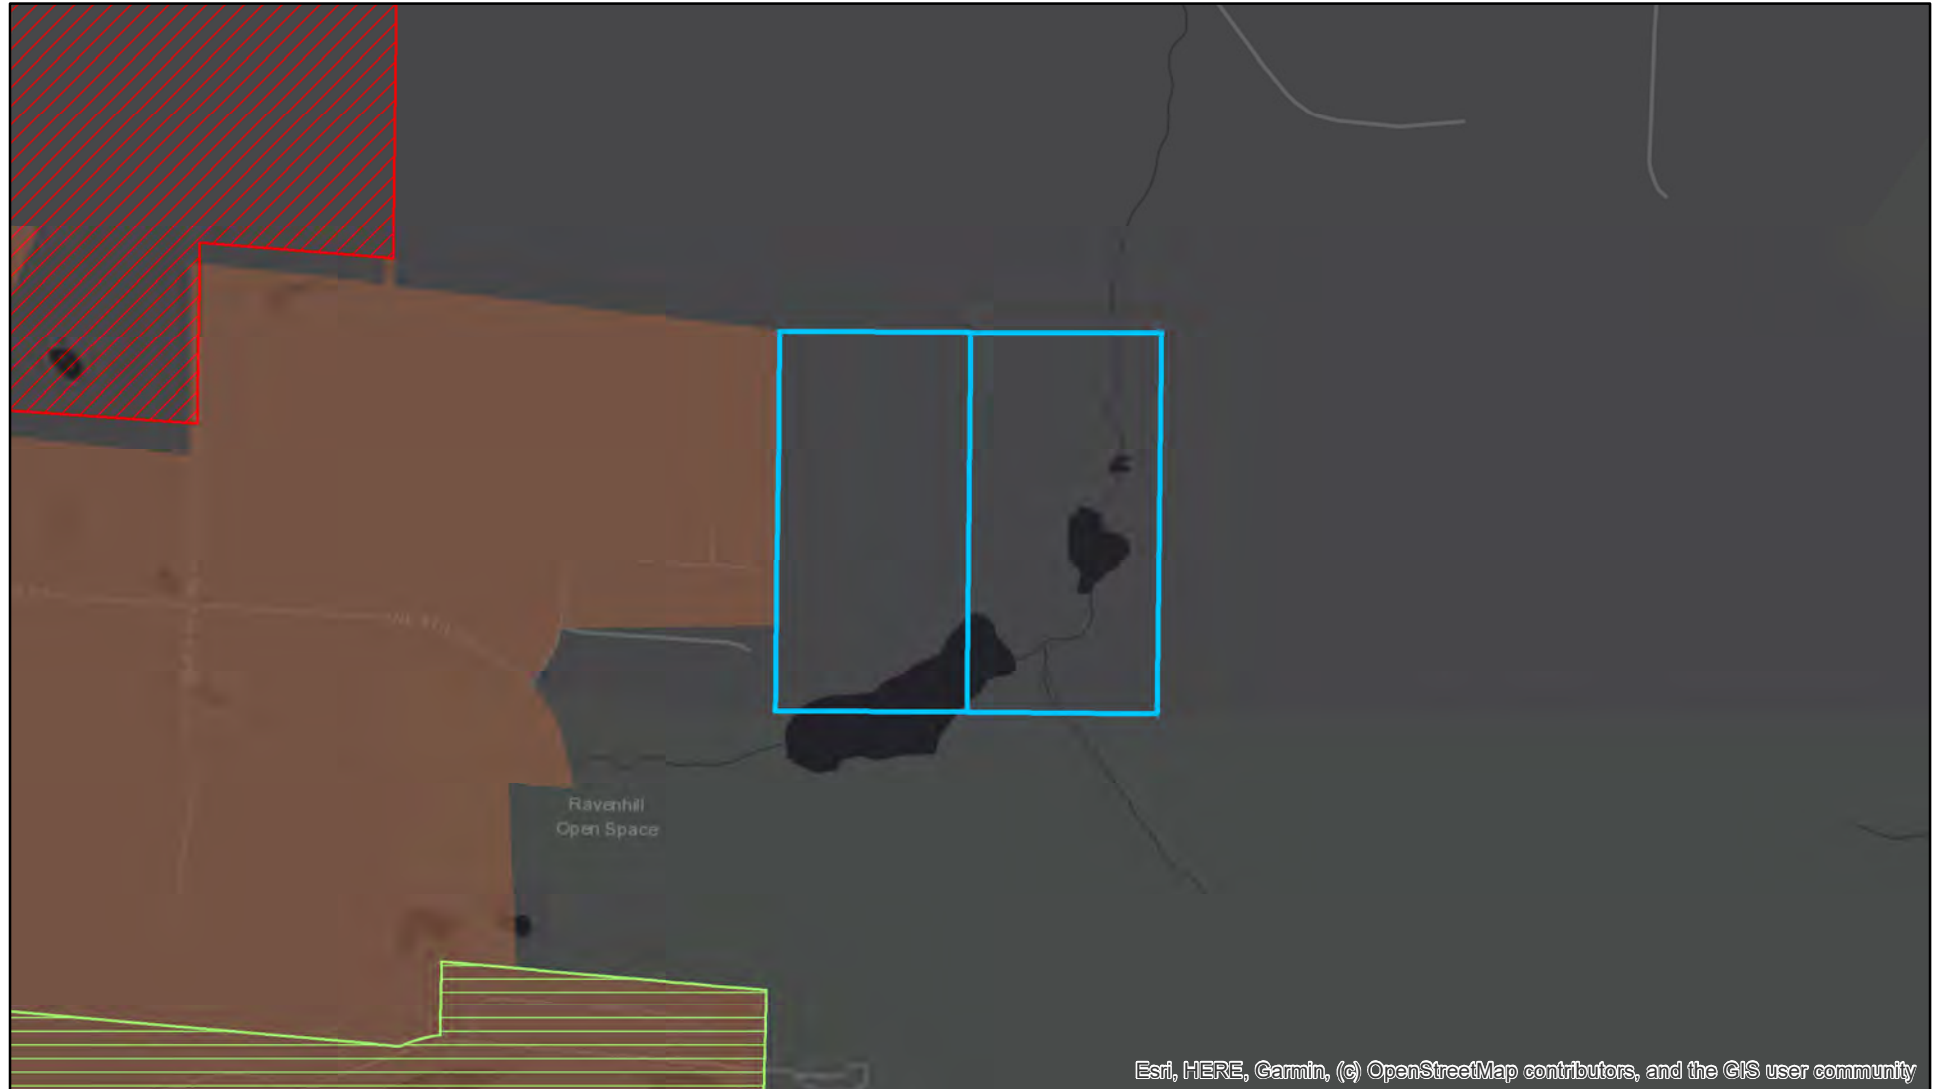 Ravenhill
Open Space
Esri, HERE, Garmin, (c) OpenStreetMap contributors, and the GIS user community